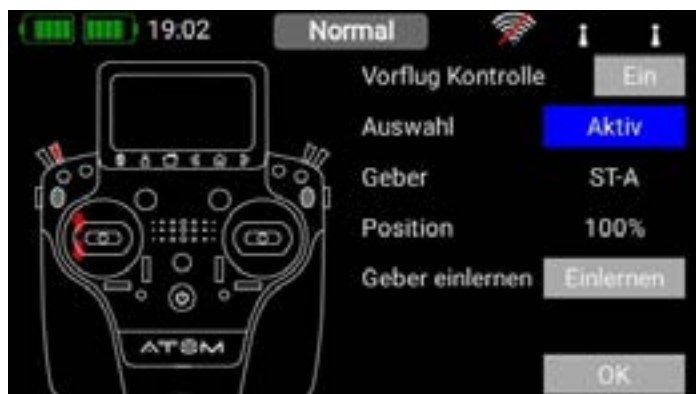 19:02 Normal
Vorflug Kontrolle Ein
Auswahl Aktiv
Geber ST-A
Position 100%
Geber einlernen Einlernen
ATOM
OK